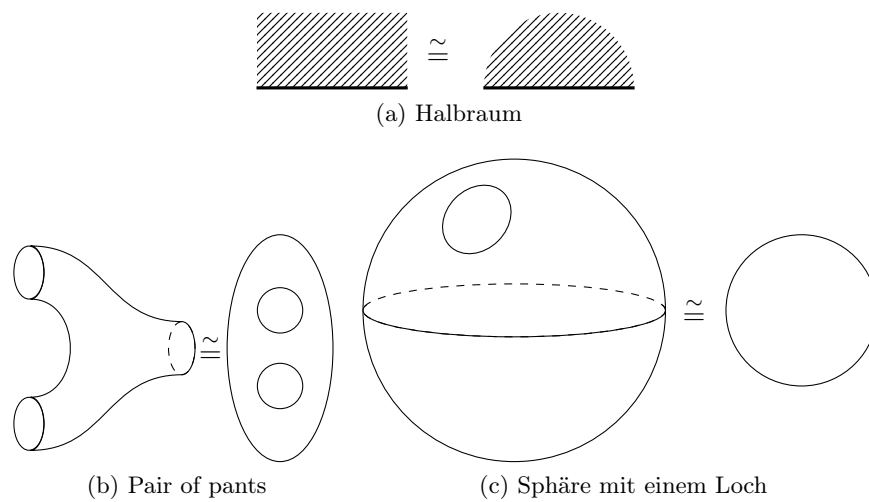 ≅
(a) Halbraum
≅ ≅
(b) Pair of pants (c) Sphäre mit einem Loch